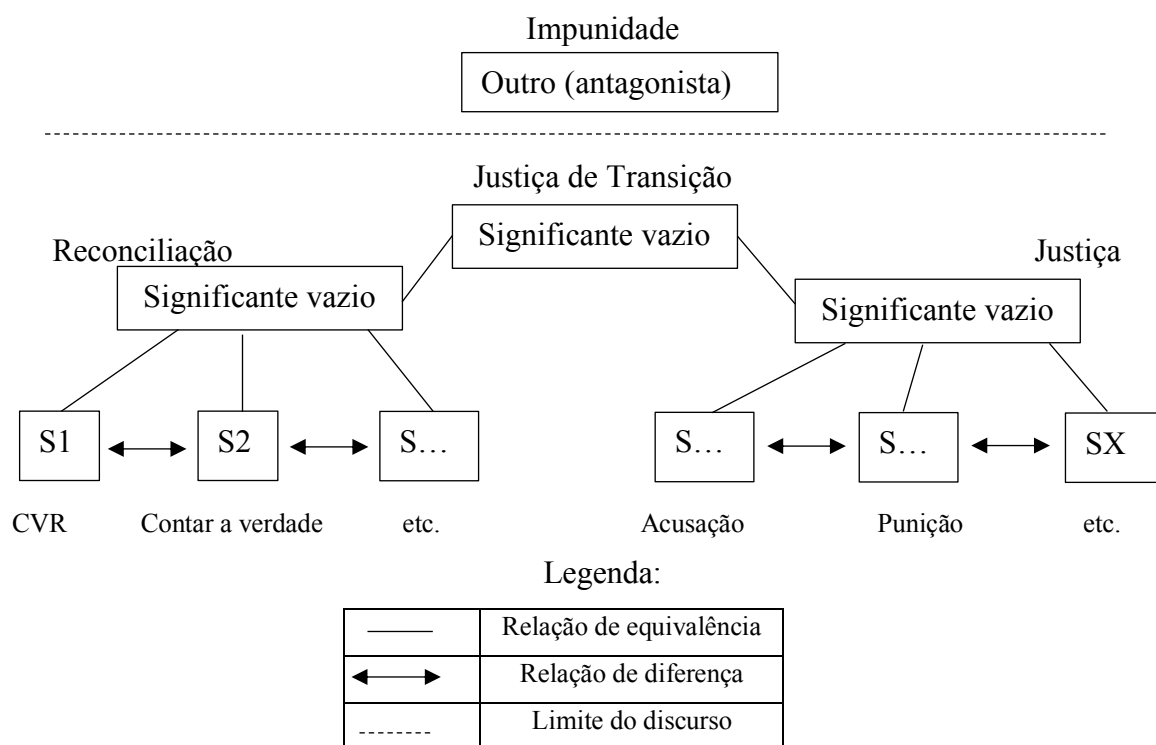 Impunidade
Outro (antagonista)
Justiça de Transição
Significante vazio
Reconciliação
Significante vazio
Justiça
Significante vazio
S1
S2
S…
S…
S…
SX
CVR
Contar a verdade
etc.
Acusação
Punição
etc.
Legenda:
Relação de equivalência
Relação de diferença
Limite do discurso